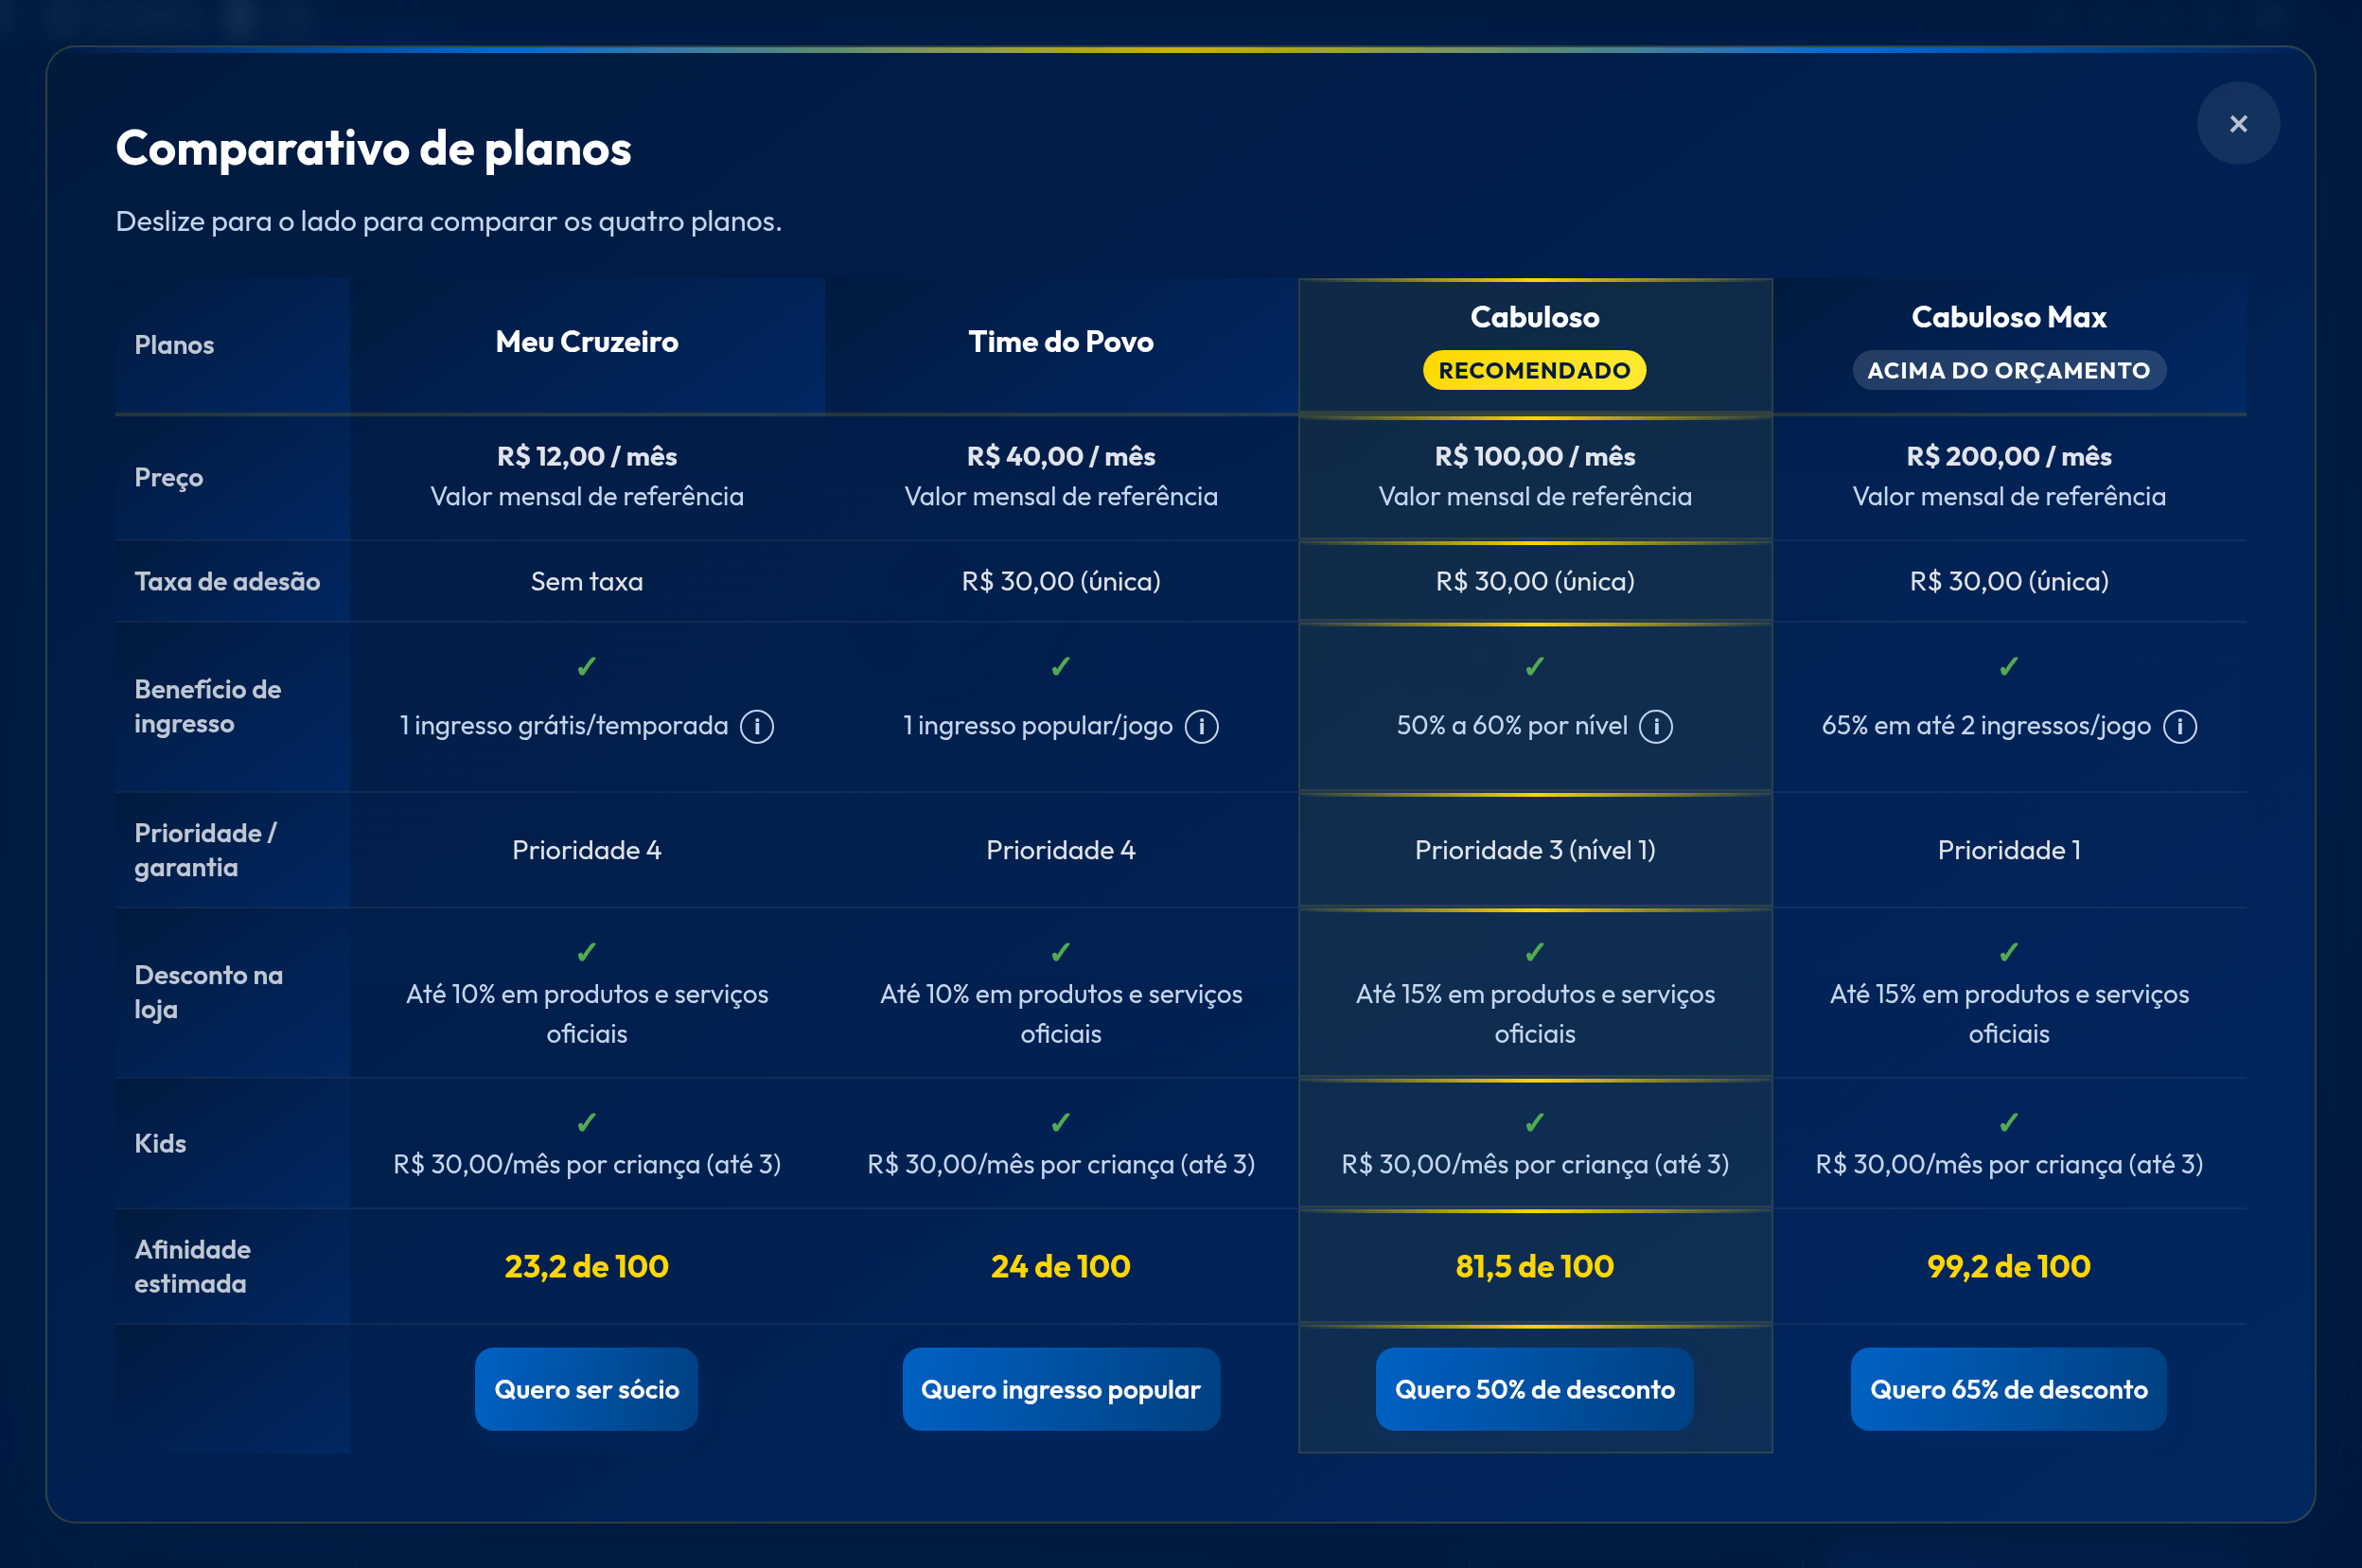 Comparativo de planos
×
Deslize para o lado para comparar os quatro planos.
Planos
Meu Cruzeiro
Time do Povo
Cabuloso
RECOMENDADO
Cabuloso Max
ACIMA DO ORÇAMENTO
Preço
R$ 12,00 / mês
Valor mensal de referência
R$ 40,00 / mês
Valor mensal de referência
R$ 100,00 / mês
Valor mensal de referência
R$ 200,00 / mês
Valor mensal de referência
Taxa de adesão
Sem taxa
R$ 30,00 (única)
R$ 30,00 (única)
R$ 30,00 (única)
Benefício de
ingresso
✓
1 ingresso grátis/temporada i
✓
1 ingresso popular/jogo i
✓
50% a 60% por nível i
✓
65% em até 2 ingressos/jogo i
Prioridade /
garantia
Prioridade 4
Prioridade 4
Prioridade 3 (nível 1)
Prioridade 1
Desconto na
loja
✓
Até 10% em produtos e serviços
oficiais
✓
Até 10% em produtos e serviços
oficiais
✓
Até 15% em produtos e serviços
oficiais
✓
Até 15% em produtos e serviços
oficiais
Kids
✓
R$ 30,00/mês por criança (até 3)
✓
R$ 30,00/mês por criança (até 3)
✓
R$ 30,00/mês por criança (até 3)
✓
R$ 30,00/mês por criança (até 3)
Afinidade
estimada
23,2 de 100
24 de 100
81,5 de 100
99,2 de 100
Quero ser sócio
Quero ingresso popular
Quero 50% de desconto
Quero 65% de desconto